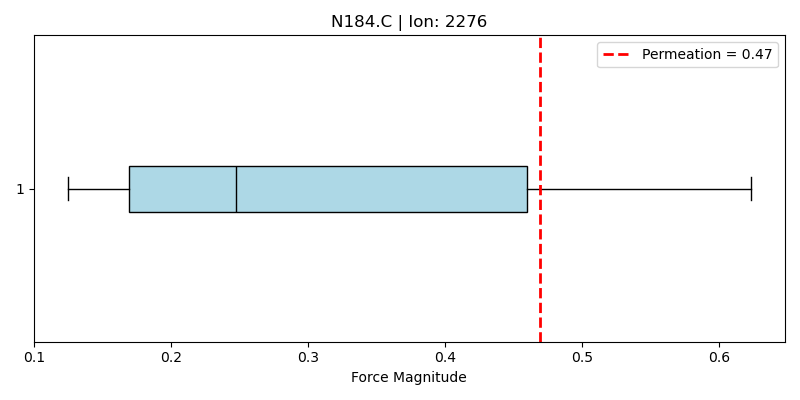 N184.C | Ion: 2276
Permeation = 0.47
1
0.1 0.2 0.3 0.4 0.5 0.6
Force Magnitude